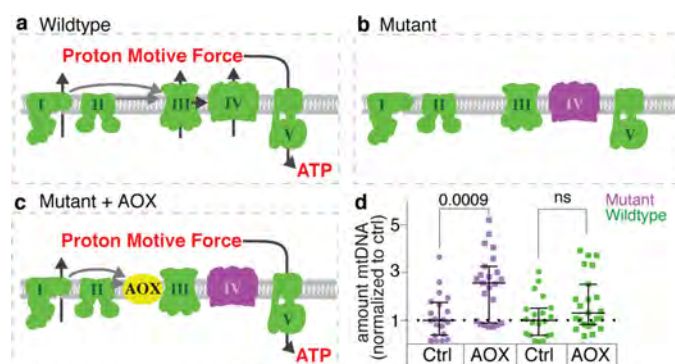 a Wildtype
Proton Motive Force
I II III IV
V
ATP
b Mutant
I II III IV
V
c Mutant + AOX
Proton Motive Force
I II AOX III IV
V
ATP
d
Mutant
Wildtype
0.0009 ns
amount mtDNA
(normalized to ctrl)
5
3
1
Ctrl AOX Ctrl AOX